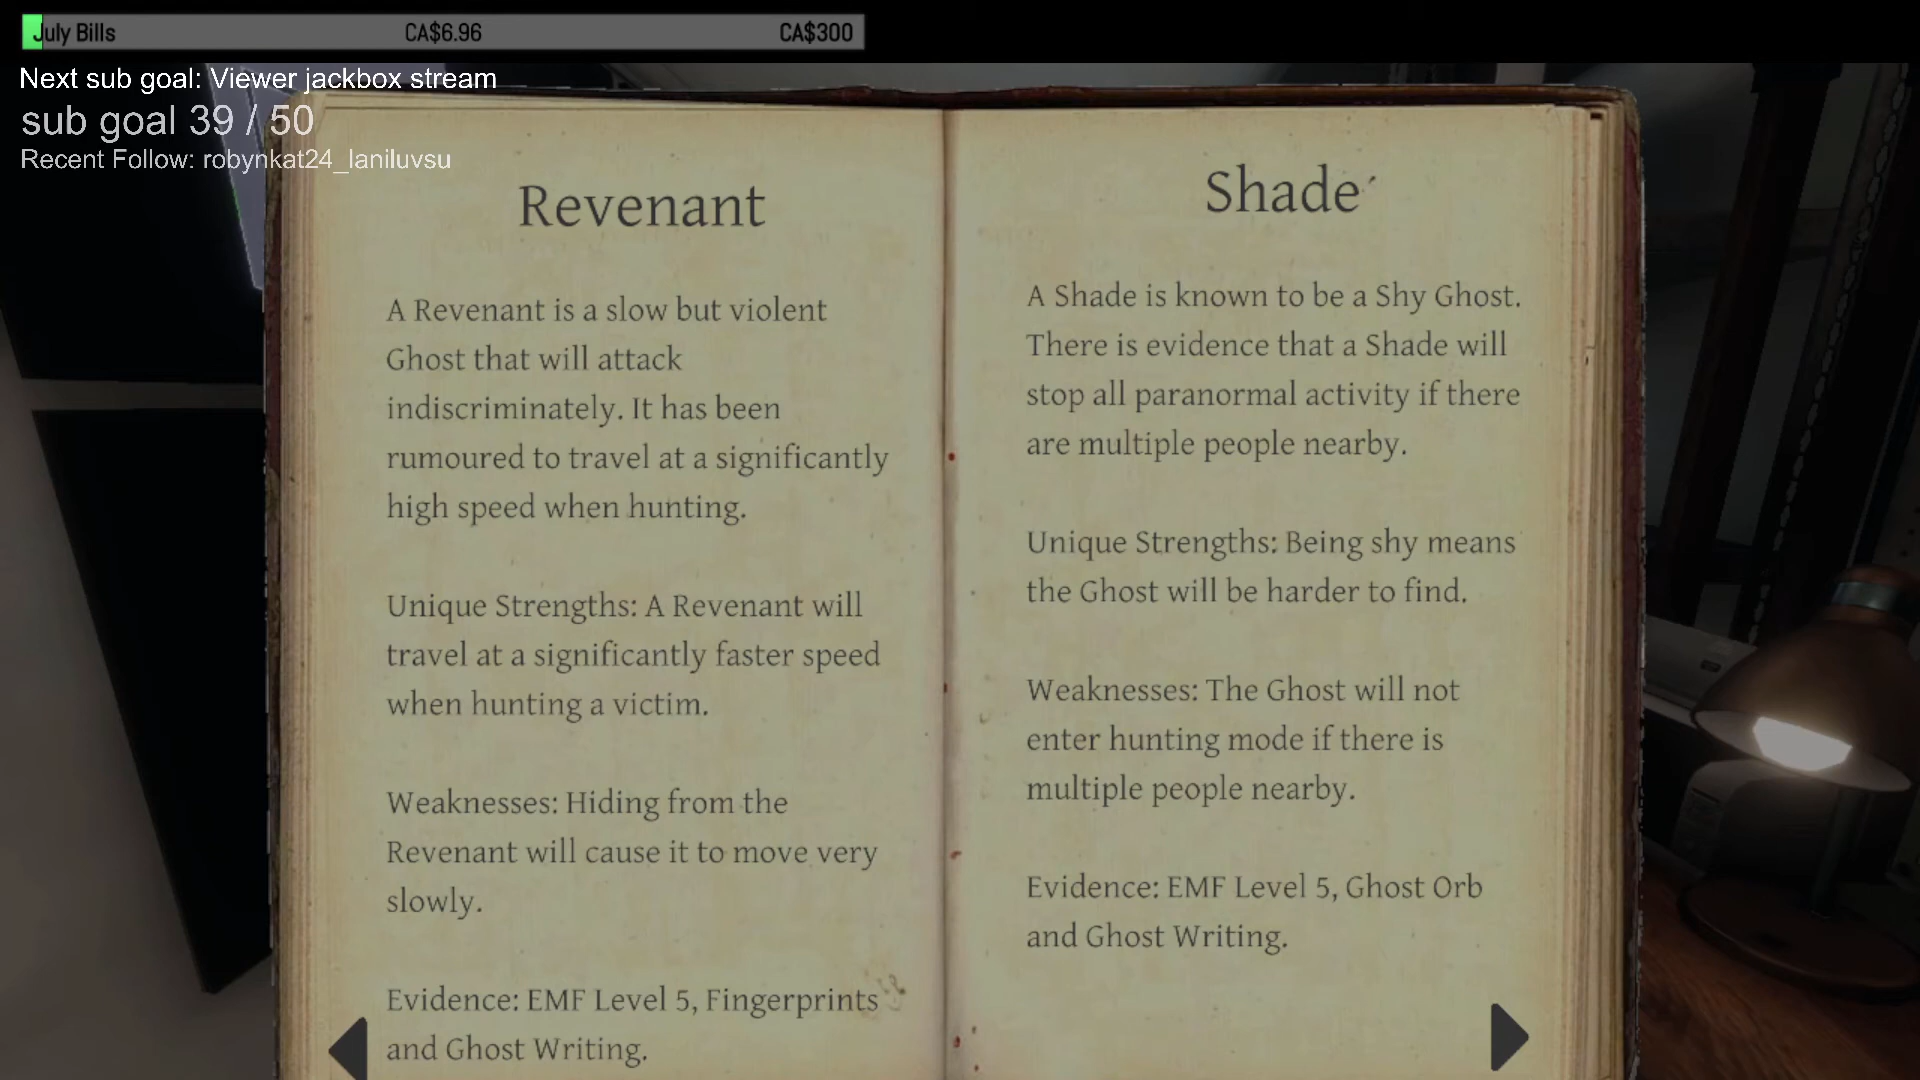 July Bills CA$6.96 CA$300
Next sub goal: Viewer jackbox stream
sub goal 39 / 50
Recent Follow: robynkat24_laniluvsu
Revenant
A Revenant is a slow but violent
Ghost that will attack
indiscriminately. It has been
rumoured to travel at a significantly
high speed when hunting.
Unique Strengths: A Revenant will
travel at a significantly faster speed
when hunting a victim.
Weaknesses: Hiding from the
Revenant will cause it to move very
slowly.
Evidence: EMF Level 5, Fingerprints
and Ghost Writing.
Shade
A Shade is known to be a Shy Ghost.
There is evidence that a Shade will
stop all paranormal activity if there
are multiple people nearby.
Unique Strengths: Being shy means
the Ghost will be harder to find.
Weaknesses: The Ghost will not
enter hunting mode if there is
multiple people nearby.
Evidence: EMF Level 5, Ghost Orb
and Ghost Writing.